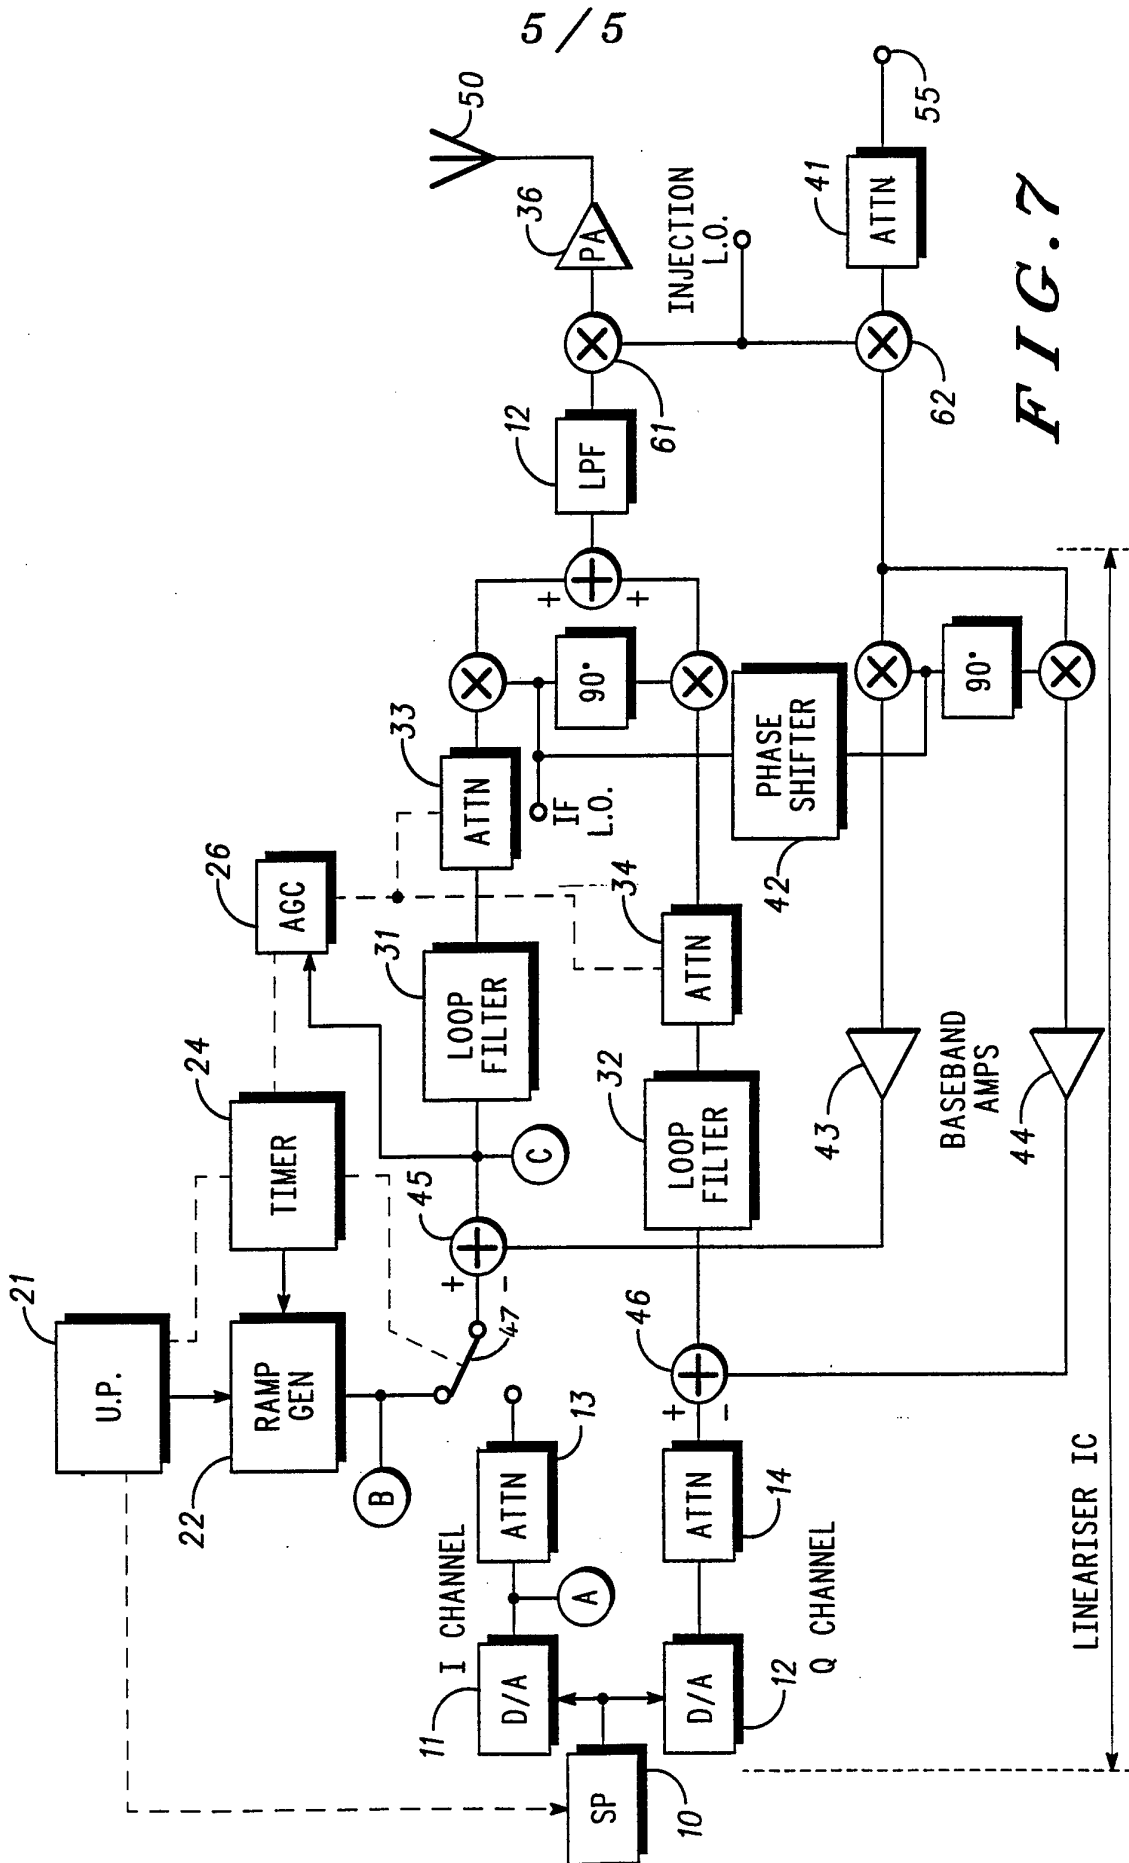 5 / 5
50
36
PA
INJECTION
L.O.
41
ATTN
55
FIG. 7
12
LPF
61
62
+
+
90°
90°
33
ATTN
IF
L.O.
PHASE
SHIFTER
42
26
AGC
34
ATTN
31
LOOP
FILTER
32
LOOP
FILTER
43
BASEBAND
AMPS
44
24
TIMER
C
45
+
-
47
46
+
-
21
U.P.
RAMP
GEN
22
B
13
ATTN
I CHANNEL
A
14
ATTN
Q CHANNEL
11
D/A
12
D/A
SP
10
LINEARISER IC